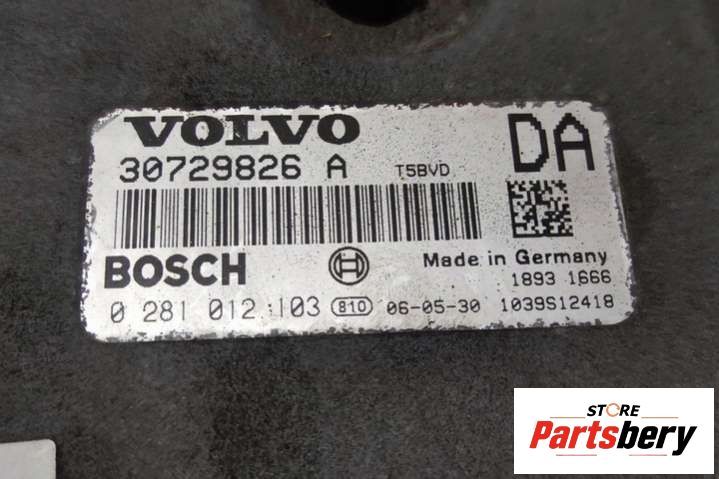 VOLVO
DA
30729826 A T5BVD
BOSCH
Made in Germany
1893 1666
0 281 012 103 810 06-05-30 1039S12418
STORE
Partsbery